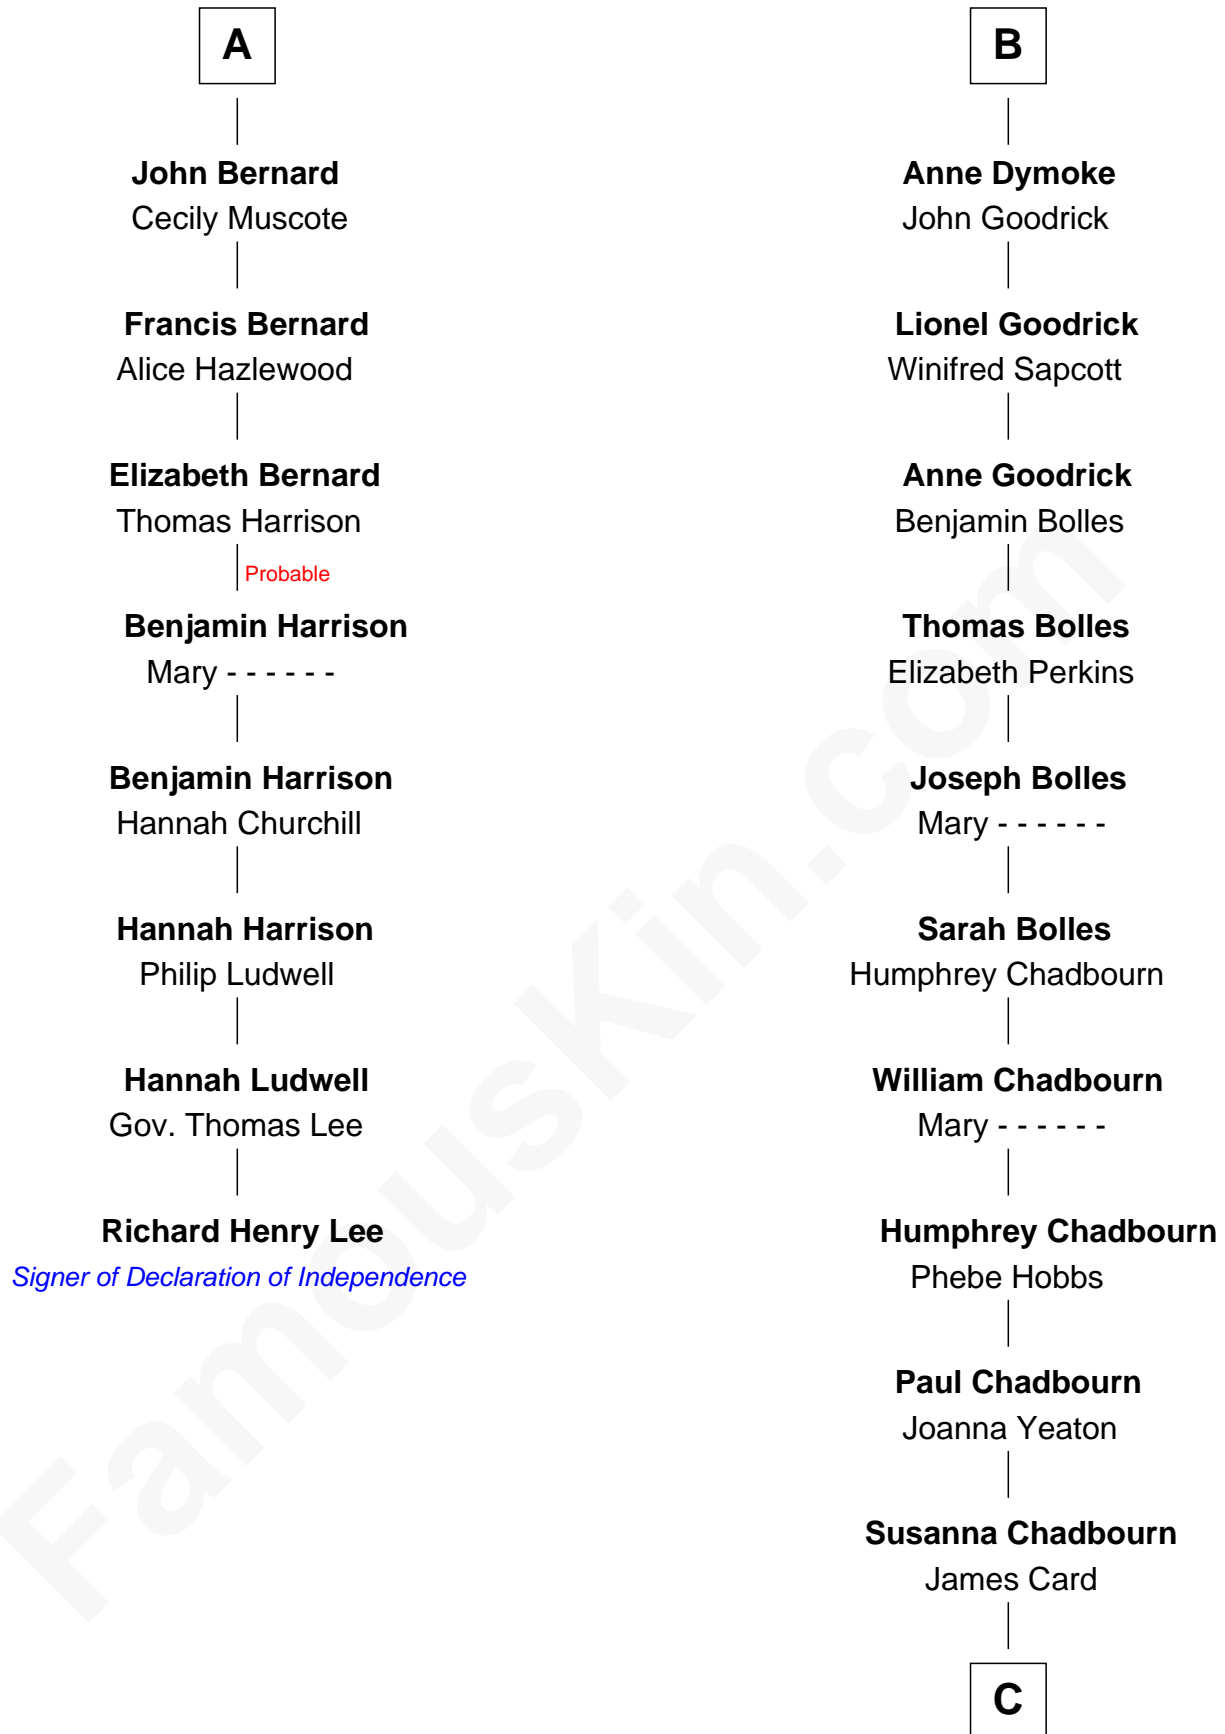 A
John Bernard
Cecily Muscote
Francis Bernard
Alice Hazlewood
Elizabeth Bernard
Thomas Harrison
Probable
Benjamin Harrison
Mary - - - - - -
Benjamin Harrison
Hannah Churchill
Hannah Harrison
Philip Ludwell
Hannah Ludwell
Gov. Thomas Lee
Richard Henry Lee
Signer of Declaration of Independence
B
Anne Dymoke
John Goodrick
Lionel Goodrick
Winifred Sapcott
Anne Goodrick
Benjamin Bolles
Thomas Bolles
Elizabeth Perkins
Joseph Bolles
Mary - - - - - -
Sarah Bolles
Humphrey Chadbourn
William Chadbourn
Mary - - - - - -
Humphrey Chadbourn
Phebe Hobbs
Paul Chadbourn
Joanna Yeaton
Susanna Chadbourn
James Card
C
FamousKin.com